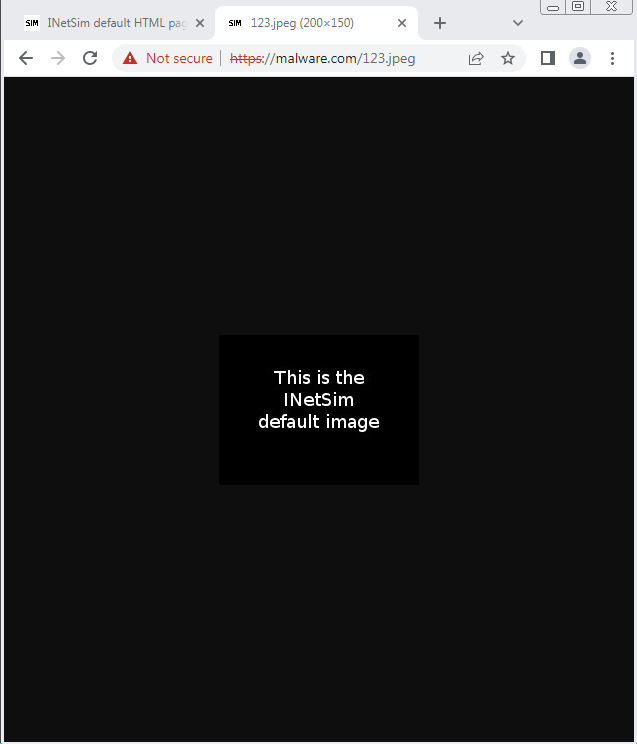 SIM INetSim default HTML pag
SIM 123.jpeg (200×150)
Not secure https://malware.com/123.jpeg
This is the
INetSim
default image